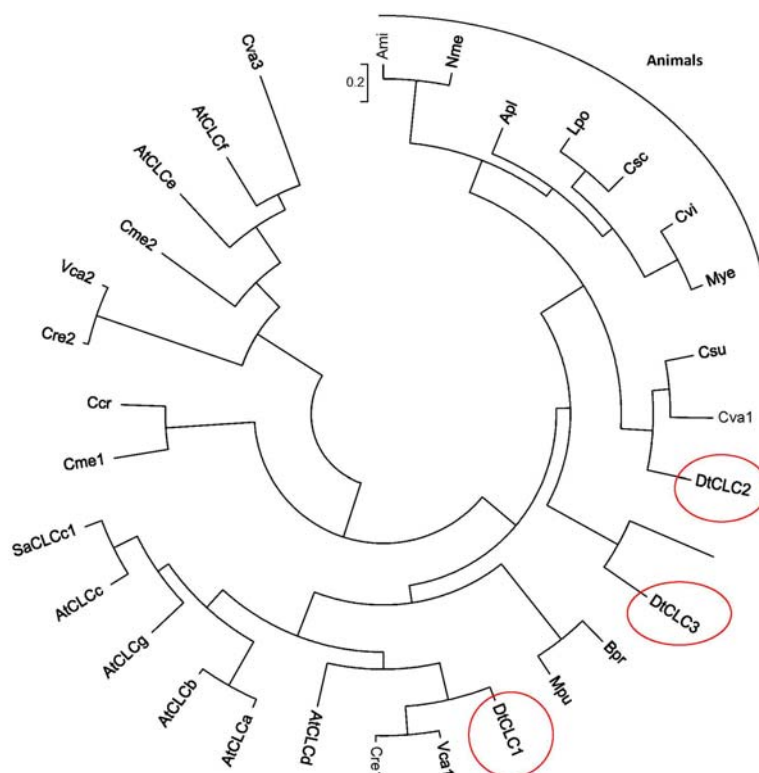 Ami
Nme
Animals
0.2
Apl
Lpo
Csc
Cvi
Mye
Csu
Cva1
DtCLC2
DtCLC3
Bpr
Mpu
DtCLC1
Vca1
Cre1
AtCLCd
AtCLCa
AtCLCb
AtCLCg
AtCLCc
SaCLCc1
Cme1
Ccr
Cre2
Vca2
Cme2
AtCLCe
AtCLCf
Cva3